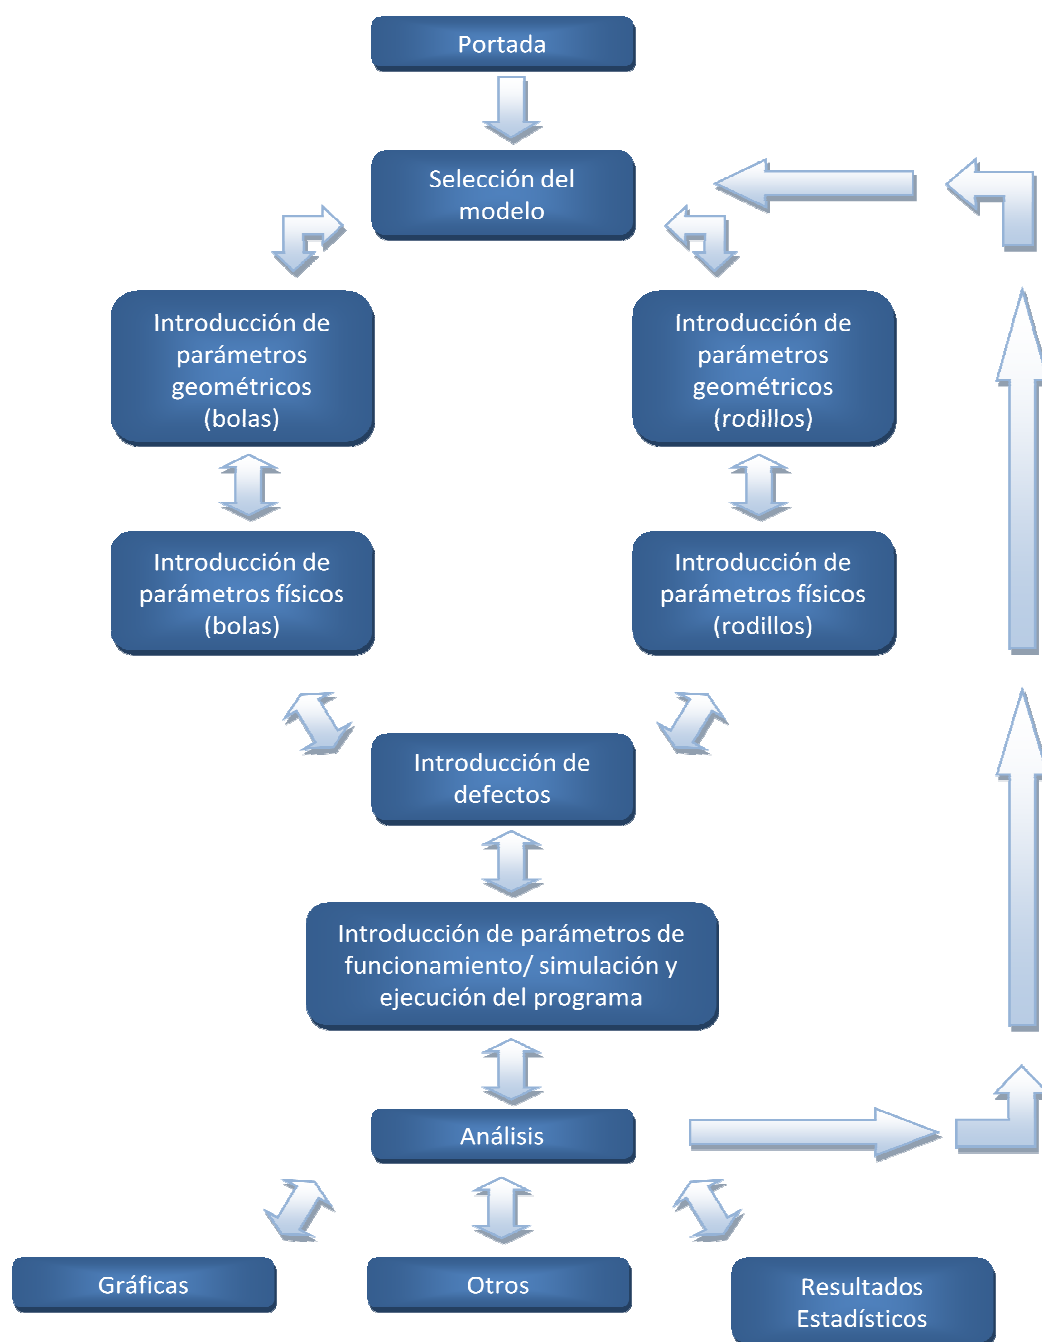 Portada
Selección del
modelo
Introducción de
parámetros
geométricos
(bolas)
Introducción de
parámetros
geométricos
(rodillos)
Introducción de
parámetros físicos
(bolas)
Introducción de
parámetros físicos
(rodillos)
Introducción de
defectos
Introducción de parámetros de
funcionamiento/ simulación y
ejecución del programa
Análisis
Gráficas
Otros
Resultados
Estadísticos